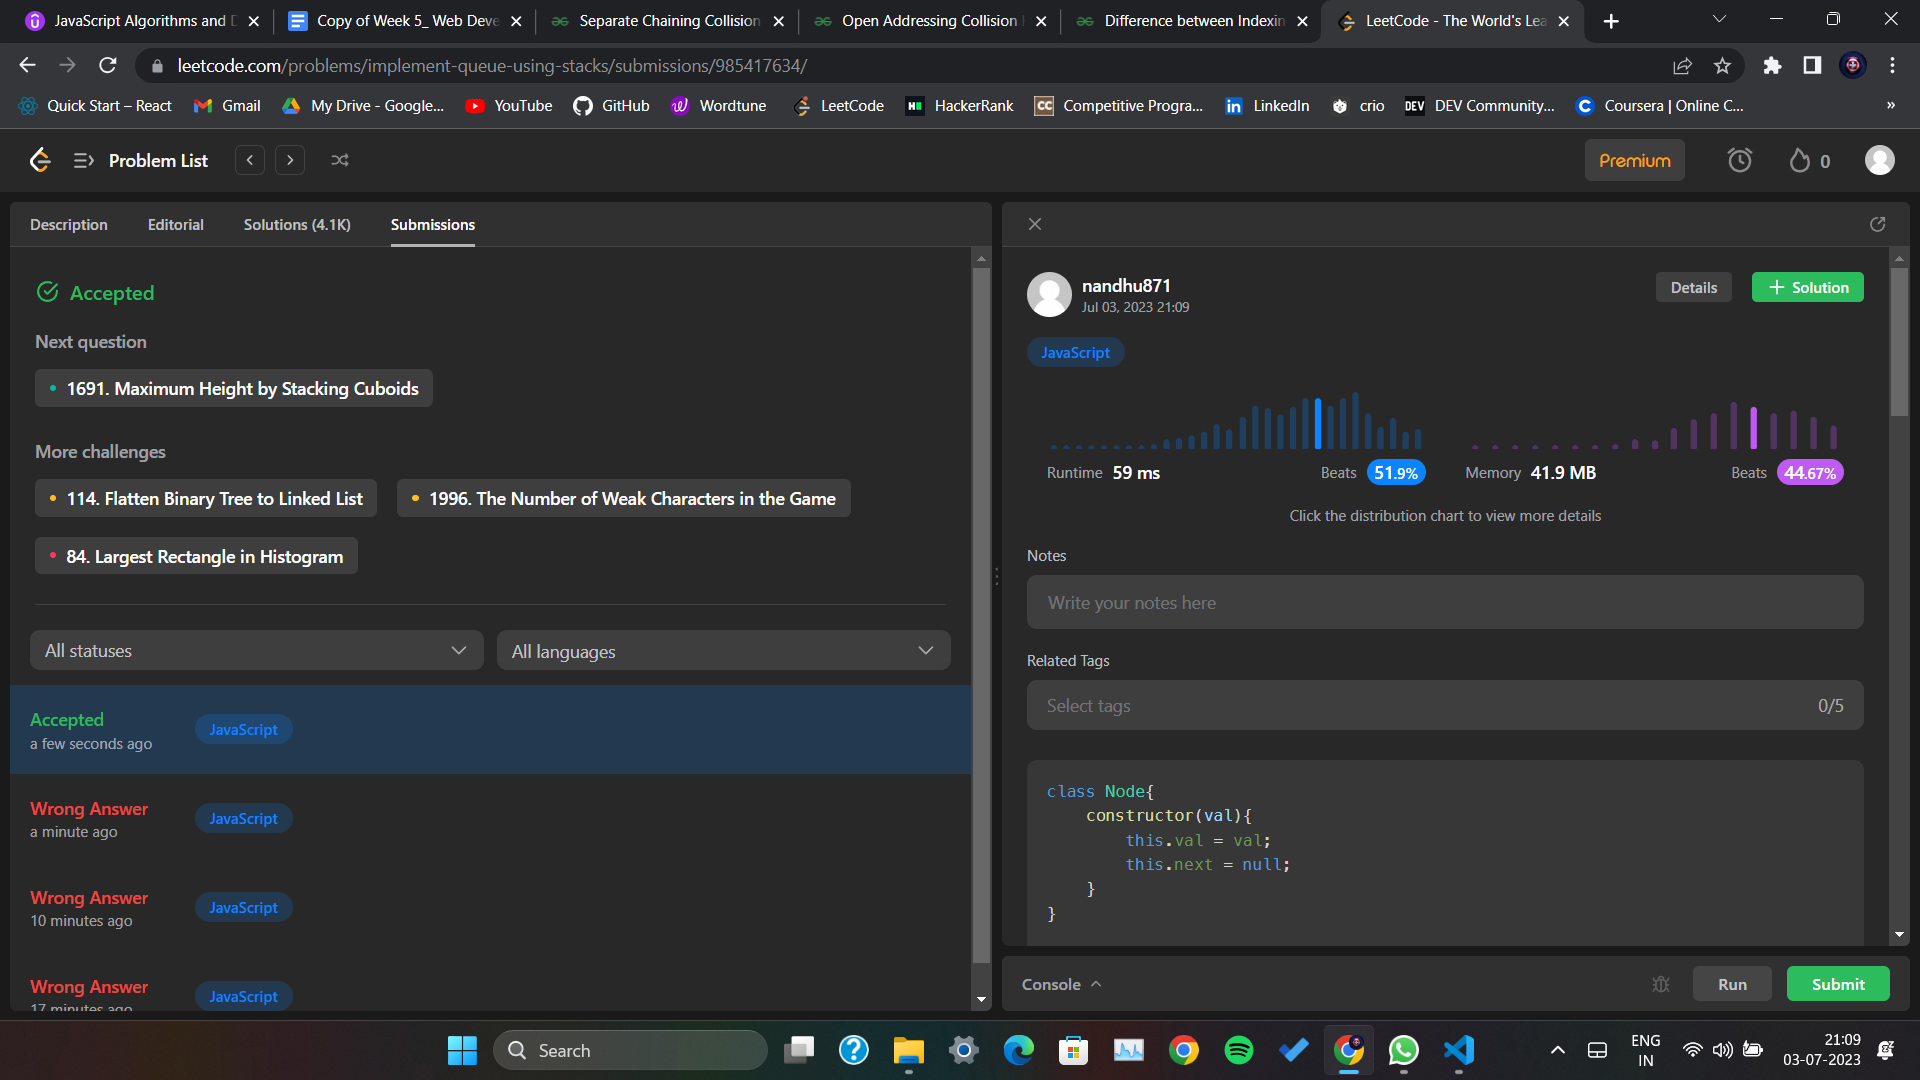 JavaScript Algorithms and D
Copy of Week 5_ Web Deve
Separate Chaining Collision
Open Addressing Collision
Difference between Indexin
LeetCode - The World's Lea
leetcode.com/problems/implement-queue-using-stacks/submissions/985417634/
Quick Start – React
Gmail
My Drive - Google...
YouTube
GitHub
Wordtune
LeetCode
HackerRank
Competitive Progra...
LinkedIn
crio
DEV Community...
Coursera | Online C...
»
Problem List
Premium
0
Description
Editorial
Solutions (4.1K)
Submissions
Accepted
Next question
1691. Maximum Height by Stacking Cuboids
More challenges
114. Flatten Binary Tree to Linked List
1996. The Number of Weak Characters in the Game
84. Largest Rectangle in Histogram
All statuses
All languages
Accepted
a few seconds ago
JavaScript
Wrong Answer
a minute ago
JavaScript
Wrong Answer
10 minutes ago
JavaScript
Wrong Answer
17 minutes ago
JavaScript
nandhu871
Jul 03, 2023 21:09
Details
+ Solution
JavaScript
Runtime 59 ms
Beats 51.9%
Memory 41.9 MB
Beats 44.67%
Click the distribution chart to view more details
Notes
Write your notes here
Related Tags
Select tags
0/5
class Node{
constructor(val){
this.val = val;
this.next = null;
}
}
Console
Run
Submit
Search
ENG
IN
21:09
03-07-2023